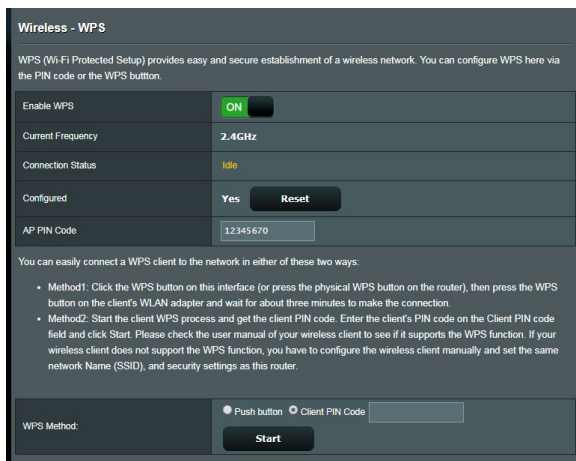 Wireless - WPS
WPS (Wi-Fi Protected Setup) provides easy and secure establishment of a wireless network. You can configure WPS here via
the PIN code or the WPS buttton.
Enable WPS ON
Current Frequency 2.4GHz
Connection Status Idle
Configured Yes Reset
AP PIN Code 12345670
You can easily connect a WPS client to the network in either of these two ways:
• Method1: Click the WPS button on this interface (or press the physical WPS button on the router), then press the WPS
button on the client's WLAN adapter and wait for about three minutes to make the connection.
• Method2: Start the client WPS process and get the client PIN code. Enter the client's PIN code on the Client PIN code
field and click Start. Please check the user manual of your wireless client to see if it supports the WPS function. If your
wireless client does not support the WPS function, you have to configure the wireless client manually and set the same
network Name (SSID), and security settings as this router.
WPS Method: Push button Client PIN Code
Start